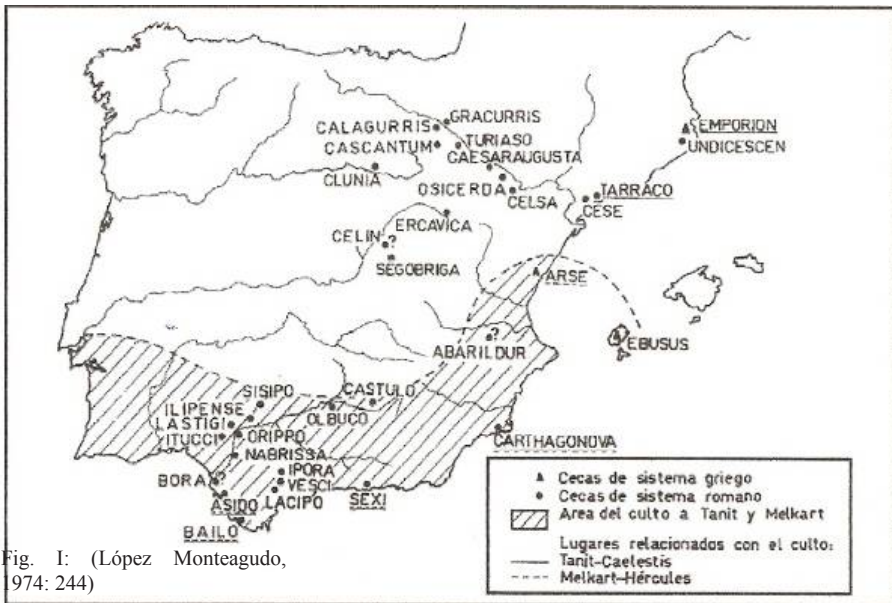 GRACURRIS
CALAGURRIS
TURIASO
CASCANTUM
CAESARAUGUSTA
CLUNIA
OSICERDA
CELSA
EMPORION
UNDICESCEN
TARRACO
CESE
ERCAVICA
CELIN ?
SEGOBRIGA
ARSE
EBUSUS
ABARILDUR ?
CASTULO
OLBUCO
SISIPO
ILIPENSE
LASTIGI
ITUCCI
ORIPPO
NABRISSA
BORA ?
IPORA
VESCI
LACIPO
ASIDO
BAILO
SEXI
CARTHAGONOVA
Cecas de sistema griego
Cecas de sistema romano
Area del culto a Tanit y Melkart
Lugares relacionados con el culto:
Tanit-Caelestis
Melkart-Hércules
Fig. I: (López Monteagudo,
1974: 244)